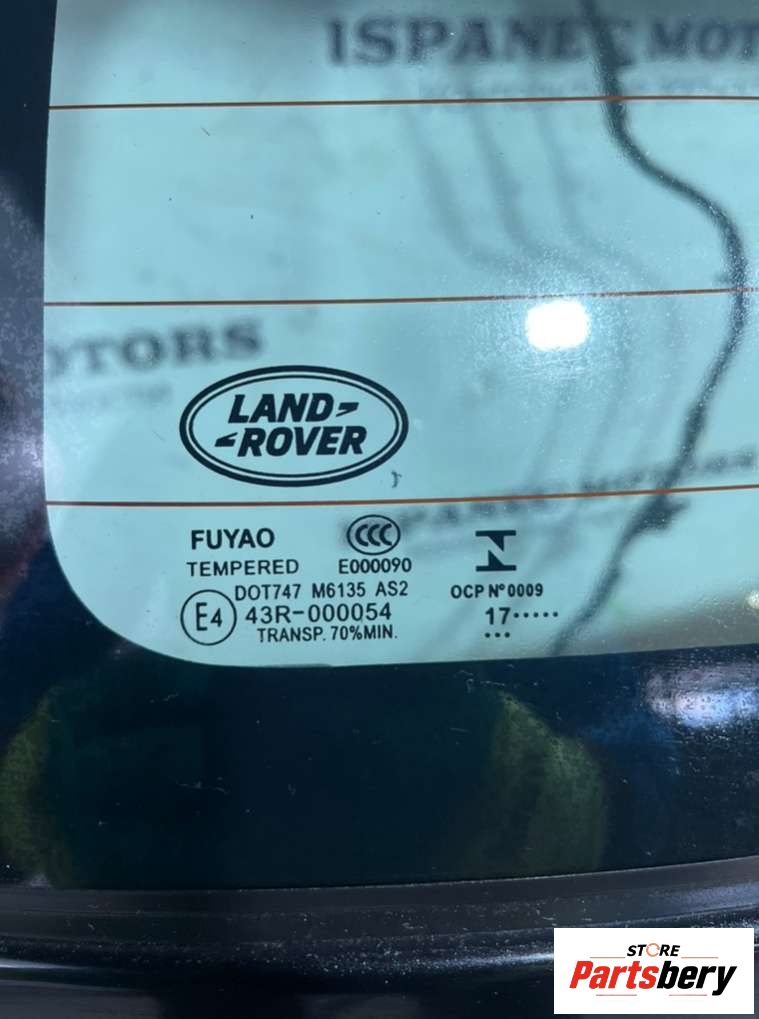 ISPANEC MOT
OTORS
LAND
ROVER
FUYAO
CCC
TEMPERED E000090
DOT747 M6135 AS2
E4 43R-000054
TRANSP. 70%MIN.
N
OCP Nº0009
17•••••
•••
STORE
Partsbery